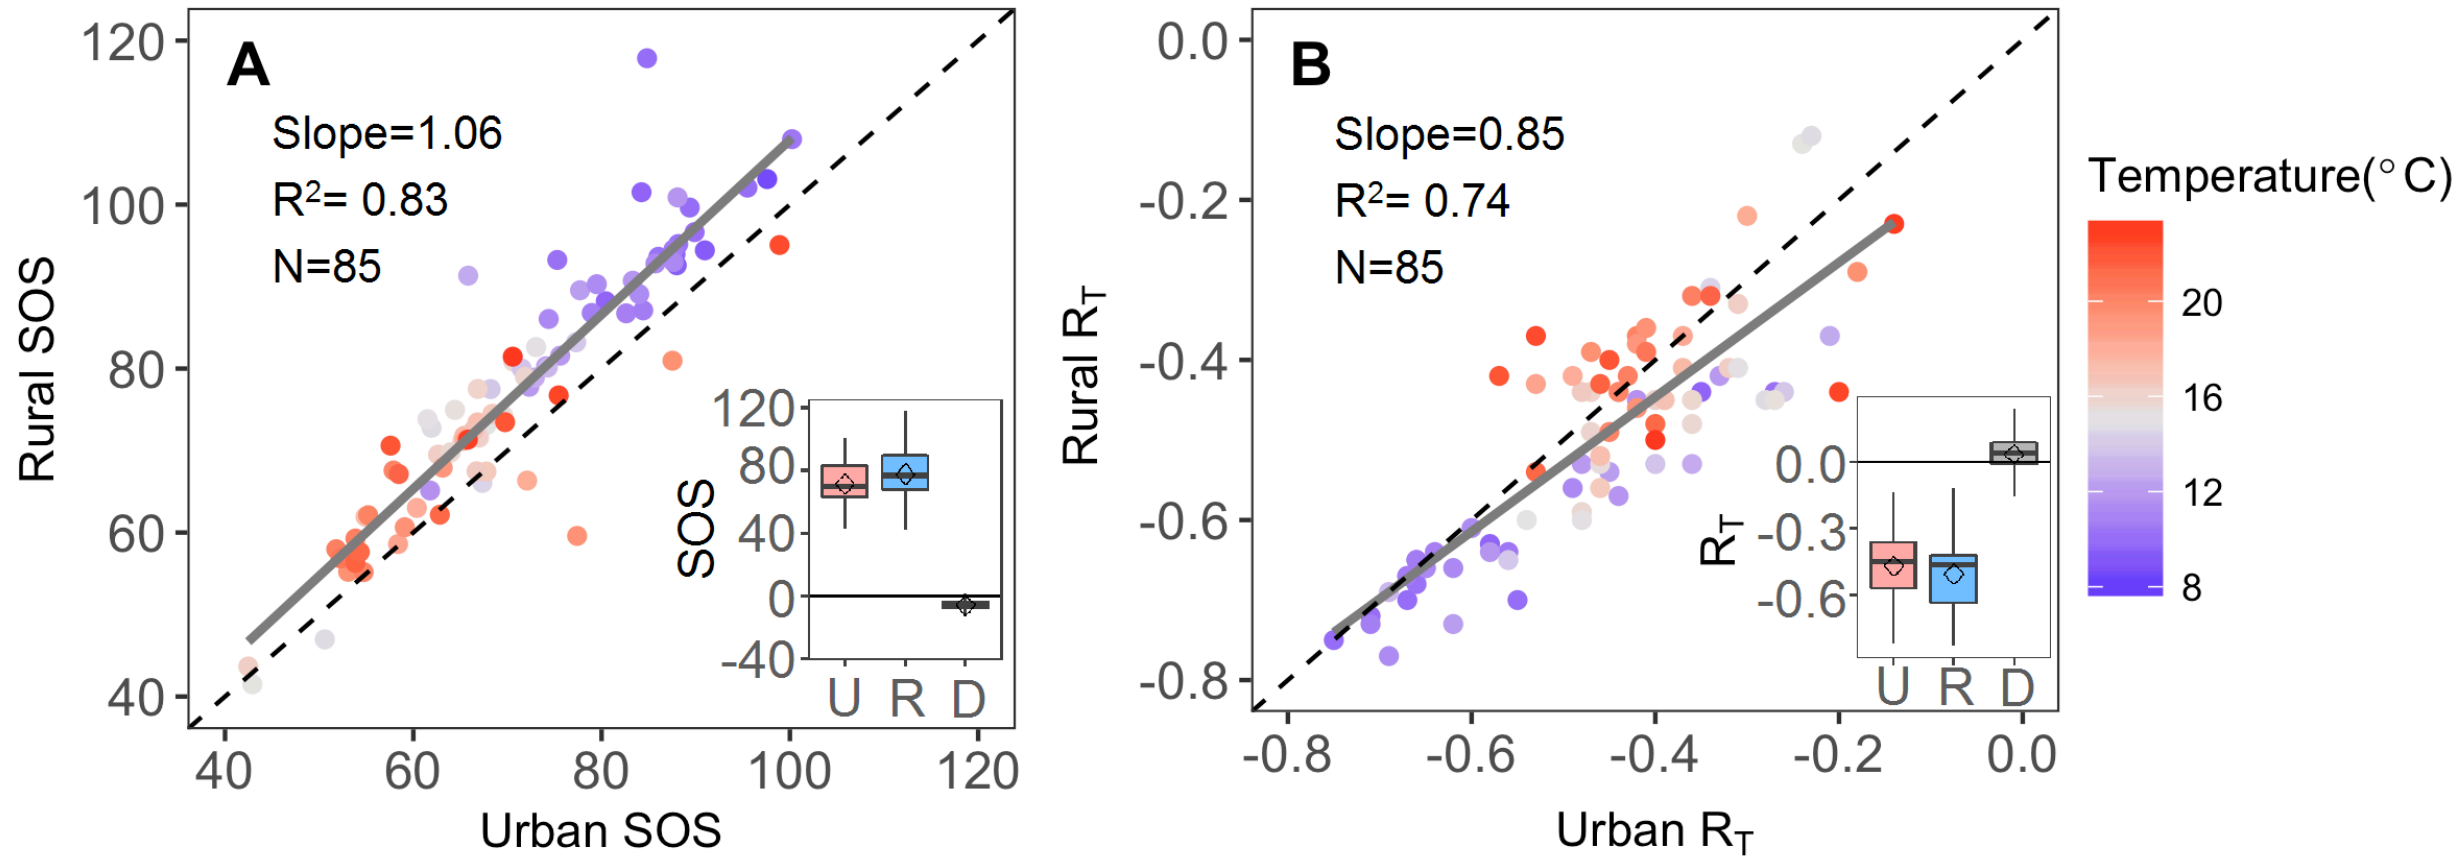 A
Slope=1.06
R²= 0.83
N=85
Rural SOS
120
100
80
60
40
40 60 80 100 120
Urban SOS
SOS
120
80
40
0
-40
U R D
B
Slope=0.85
R²= 0.74
N=85
Rural R_T
0.0
-0.2
-0.4
-0.6
-0.8
-0.8 -0.6 -0.4 -0.2 0.0
Urban R_T
R_T
0.0
-0.3
-0.6
U R D
Temperature(°C)
20
16
12
8